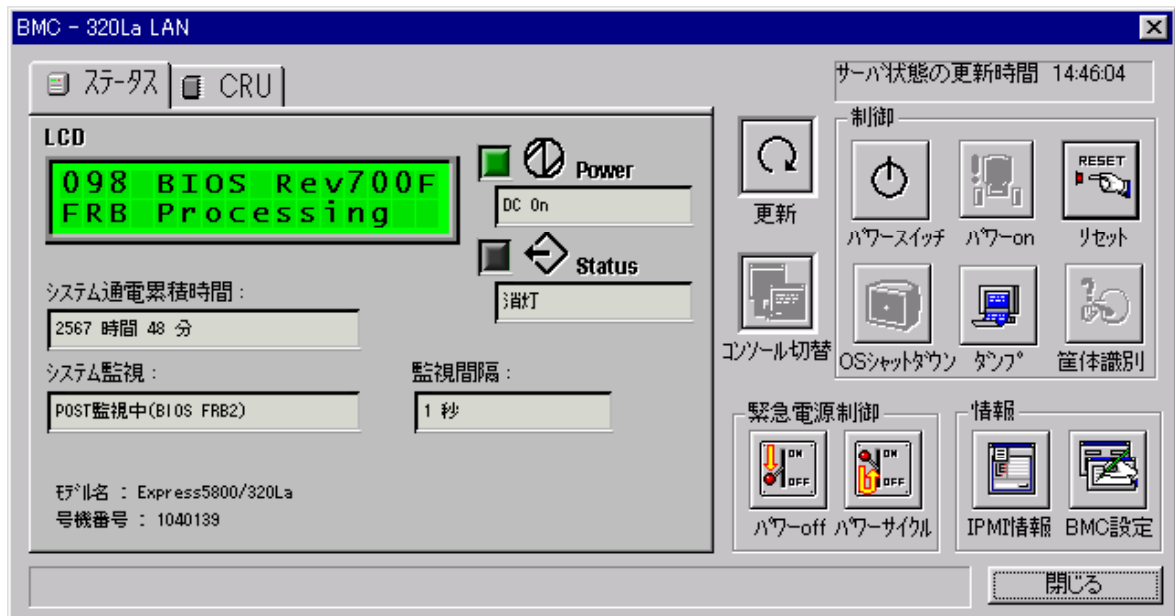 BMC - 320La LAN
ステータス CRU
サーバ状態の更新時間 14:46:04
LCD
098 BIOS Rev700F
FRB Processing
Power
DC On
Status
消灯
システム通電累積時間：
2567 時間 48 分
システム監視：
POST監視中(BIOS FRB2)
監視間隔：
1 秒
モデル名 ： Express5800/320La
号機番号 ： 1040139
更新
コンソール切替
制御
RESET
パワースイッチ パワーon リセット
OSシャットダウン ダンプ 筐体識別
緊急電源制御
ON OFF ON OFF
パワーoff パワーサイクル
情報
IPMI情報 BMC設定
閉じる